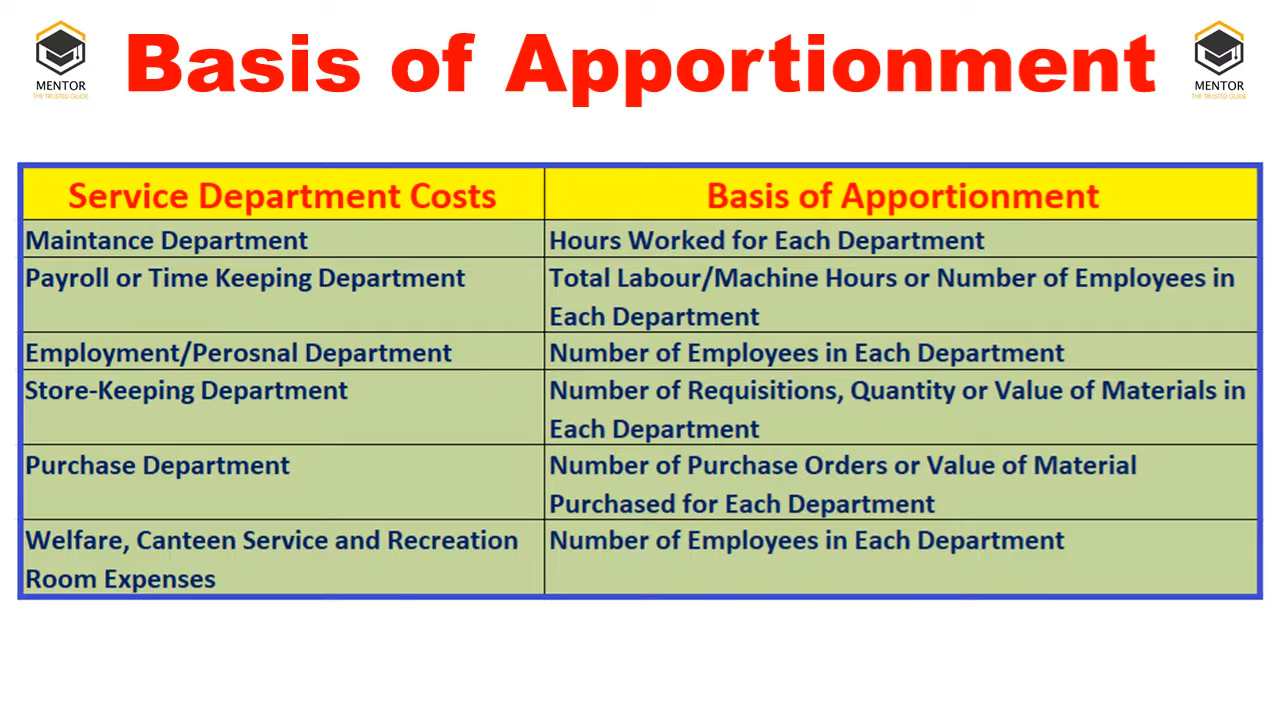 Basis of Apportionment
MENTOR
THE TRUSTED GUIDE
MENTOR
THE TRUSTED GUIDE
Service Department Costs
Basis of Apportionment
Maintance Department
Hours Worked for Each Department
Payroll or Time Keeping Department
Total Labour/Machine Hours or Number of Employees in
Each Department
Employment/Perosnal Department
Number of Employees in Each Department
Store-Keeping Department
Number of Requisitions, Quantity or Value of Materials in
Each Department
Purchase Department
Number of Purchase Orders or Value of Material
Purchased for Each Department
Welfare, Canteen Service and Recreation
Room Expenses
Number of Employees in Each Department